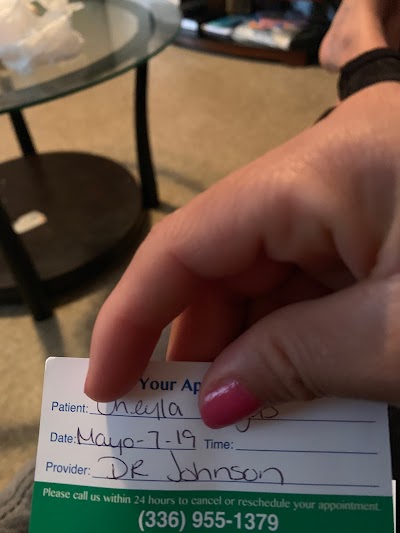 Your
Patient: Cheylla
Date: Mayo-7-19 Time:
Provider: DR Johnson
Please call us within 24 hours to cancel or reschedule your appointment.
(336) 955-1379